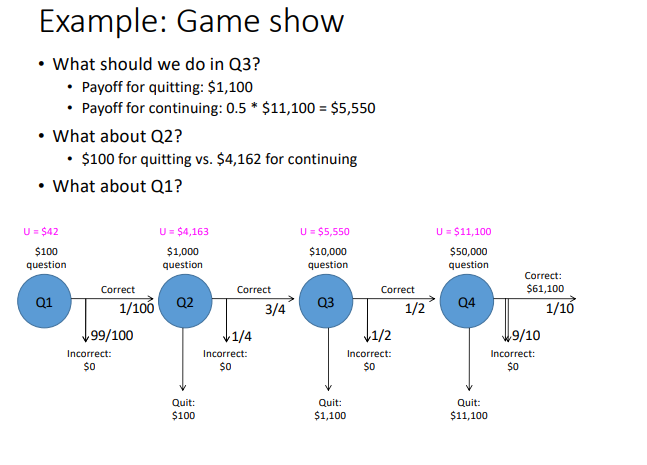 Example: Game show
• What should we do in Q3?
• Payoff for quitting: $1,100
• Payoff for continuing: 0.5 * $11,100 = $5,550
• What about Q2?
• $100 for quitting vs. $4,162 for continuing
• What about Q1?
U = $42
U = $4,163
U = $5,550
U = $11,100
$100
question
$1,000
question
$10,000
question
$50,000
question
Correct:
$61,100
Q1
Correct
1/100
Q2
Correct
3/4
Q3
Correct
1/2
Q4
1/10
99/100
1/4
1/2
9/10
Incorrect:
$0
Incorrect:
$0
Incorrect:
$0
Incorrect:
$0
Quit:
$100
Quit:
$1,100
Quit:
$11,100